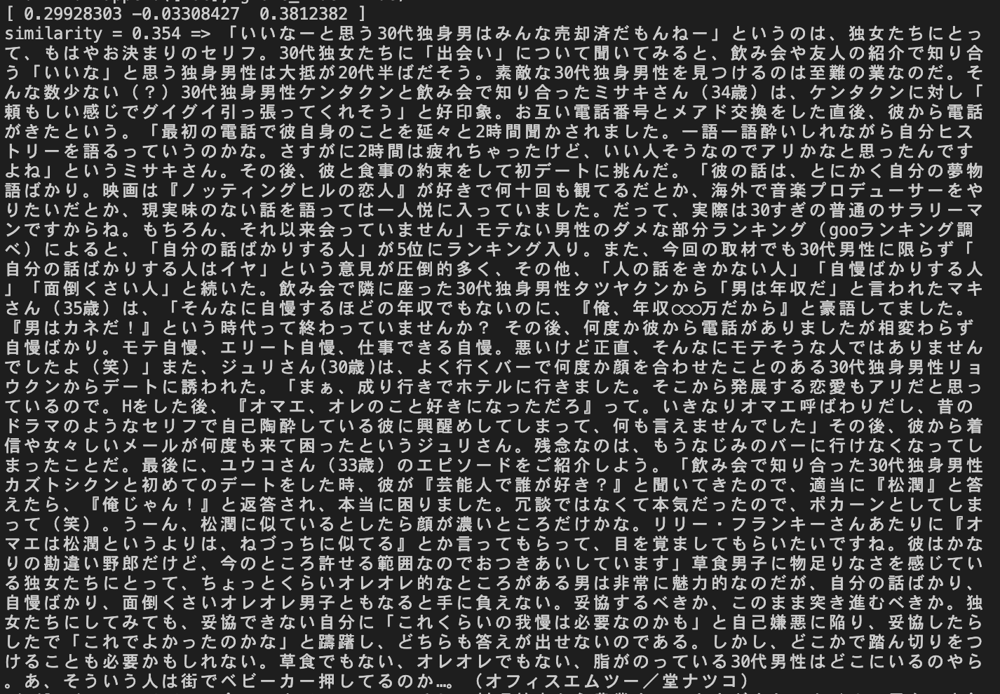 [ 0.29928303 -0.03308427  0.3812382 ]
similarity = 0.354 => 「いいなーと思う30代独身男はみんな売却済だもんねー」というのは、独女たちにとっ
て、もはやお決まりのセリフ。30代独女たちに「出会い」について聞いてみると、飲み会や友人の紹介で知り合
う「いいな」と思う独身男性は大抵が20代半ばだそう。素敵な30代独身男性を見つけるのは至難の業なのだ。そ
んな数少ない（？）30代独身男性ケンタクンと飲み会で知り合ったミサキさん（34歳）は、ケンタクンに対し「
頼もしい感じでグイグイ引っ張ってくれそう」と好印象。お互い電話番号とメアド交換をした直後、彼から電話
がきたという。「最初の電話で彼自身のことを延々と2時間聞かされました。一語一語酔いしれながら自分ヒス
トリーを語るっていうのかな。さすがに2時間は疲れちゃったけど、いい人そうなのでアリかなと思ったんです
よね」というミサキさん。その後、彼と食事の約束をして初デートに挑んだ。「彼の話は、とにかく自分の夢物
語ばかり。映画は『ノッティングヒルの恋人』が好きで何十回も観てるだとか、海外で音楽プロデューサーをや
りたいだとか、現実味のない話を語っては一人悦に入っていました。だって、実際は30すぎの普通のサラリーマ
ンですからね。もちろん、それ以来会っていません」モテない男性のダメな部分ランキング（gooランキング調
べ）によると、「自分の話ばかりする人」が5位にランキング入り。また、今回の取材でも30代男性に限らず「
自分の話ばかりする人はイヤ」という意見が圧倒的多く、その他、「人の話をきかない人」「自慢ばかりする人
」「面倒くさい人」と続いた。飲み会で隣に座った30代独身男性タツヤクンから「男は年収だ」と言われたマキ
さん（35歳）は、「そんなに自慢するほどの年収でもないのに、『俺、年収○○○万だから』と豪語してました。
『男はカネだ！』という時代って終わっていませんか？ その後、何度か彼から電話がありましたが相変わらず
自慢ばかり。モテ自慢、エリート自慢、仕事できる自慢。悪いけど正直、そんなにモテそうな人ではありません
でしたよ（笑）」また、ジュリさん(30歳)は、よく行くバーで何度か顔を合わせたことのある30代独身男性リョ
ウクンからデートに誘われた。「まぁ、成り行きでホテルに行きました。そこから発展する恋愛もアリだと思っ
ているので。Hをした後、『オマエ、オレのこと好きになっただろ』って。いきなりオマエ呼ばわりだし、昔の
ドラマのようなセリフで自己陶酔している彼に興醒めしてしまって、何も言えませんでした」その後、彼から着
信や女々しいメールが何度も来て困ったというジュリさん。残念なのは、もうなじみのバーに行けなくなってし
まったことだ。最後に、ユウコさん（33歳）のエピソードをご紹介しよう。「飲み会で知り合った30代独身男性
カズトシクンと初めてのデートをした時、彼が『芸能人で誰が好き？』と聞いてきたので、適当に『松潤』と答
えたら、『俺じゃん！』と返答され、本当に困りました。冗談ではなくて本気だったので、ポカーンとしてしま
って（笑）。うーん、松潤に似ているとしたら顔が濃いところだけかな。リリー・フランキーさんあたりに『オ
マエは松潤というよりは、ねづっちに似てる』とか言ってもらって、目を覚ましてもらいたいですね。彼はかな
りの勘違い野郎だけど、今のところ許せる範囲なのでおつきあいしています」草食男子に物足りなさを感じてい
る独女たちにとって、ちょっとくらいオレオレ的なところがある男は非常に魅力的なのだが、自分の話ばかり、
自慢ばかり、面倒くさいオレオレ男子ともなると手に負えない。妥協するべきか、このまま突き進むべきか。独
女たちにしてみても、妥協できない自分に「これくらいの我慢は必要なのかも」と自己嫌悪に陥り、妥協したら
したで「これでよかったのかな」と躊躇し、どちらも答えが出せないのである。しかし、どこかで踏ん切りをつ
けることも必要かもしれない。草食でもない、オレオレでもない、脂がのっている30代男性はどこにいるのやら
。あ、そういう人は街でベビーカー押してるのか…。（オフィスエムツー／堂ナツコ）